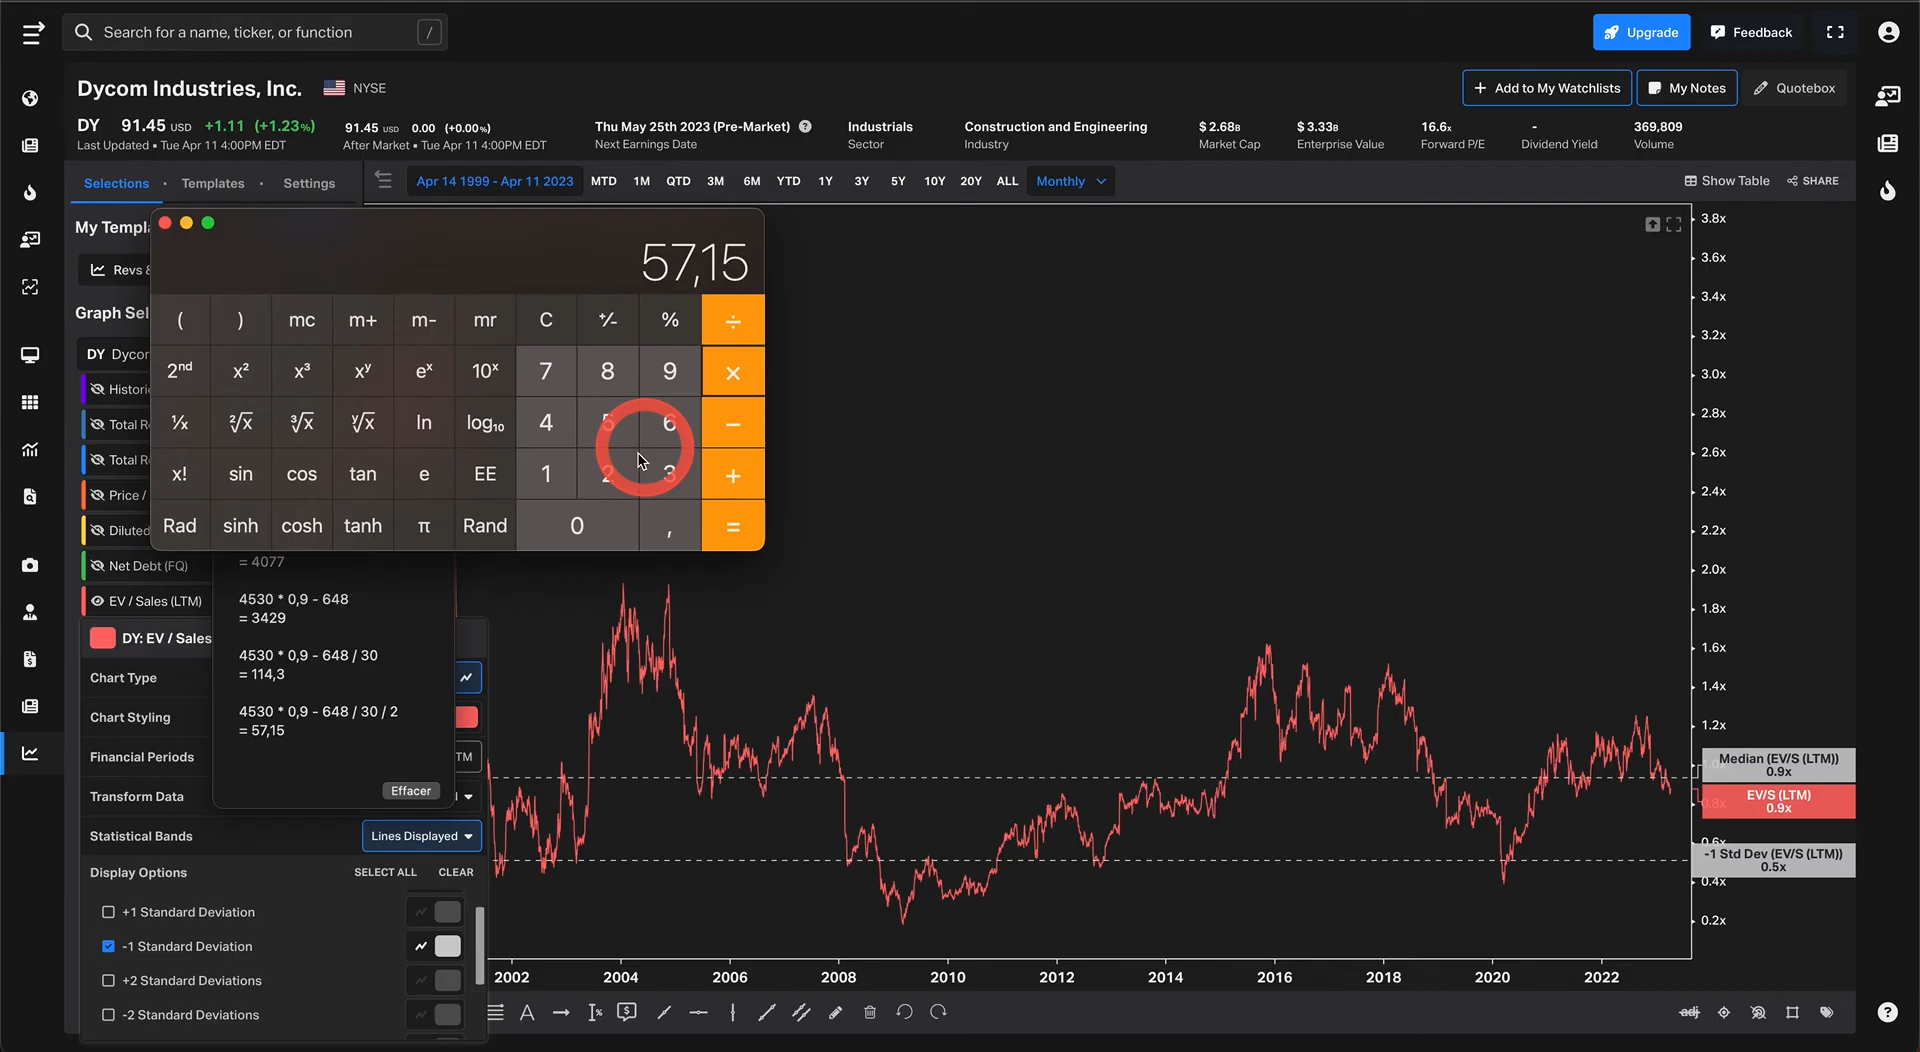 Search for a name, ticker, or function
/
Upgrade
Feedback
Dycom Industries, Inc.
NYSE
+ Add to My Watchlists
My Notes
Quotebox
DY 91.45 USD +1.11 (+1.23%)
Last Updated • Tue Apr 11 4:00PM EDT
91.45 USD 0.00 (+0.00%)
After Market • Tue Apr 11 4:00PM EDT
Thu May 25th 2023 (Pre-Market) ?
Next Earnings Date
Industrials
Sector
Construction and Engineering
Industry
$ 2.68B
Market Cap
$ 3.33B
Enterprise Value
16.6x
Forward P/E
-
Dividend Yield
369,809
Volume
Selections • Templates • Settings
Apr 14 1999 - Apr 11 2023 MTD 1M QTD 3M 6M YTD 1Y 3Y 5Y 10Y 20Y ALL Monthly
Show Table SHARE
My Templ
Revs &
Graph Sel
DY Dycor
Histori
Total R
Total R
Price /
Diluted
Net Debt (FQ)
EV / Sales (LTM)
57,15
( ) mc m+ m- mr C +/- % ÷
2nd x² x³ xʸ eˣ 10ˣ 7 8 9 ×
1/x ²√x ³√x ʸ√x ln log₁₀ 4 5 6 −
x! sin cos tan e EE 1 2 3 +
Rad sinh cosh tanh π Rand 0 , =
= 4077
4530 * 0,9 − 648
= 3429
4530 * 0,9 − 648 / 30
= 114,3
4530 * 0,9 − 648 / 30 / 2
= 57,15
Effacer
DY: EV / Sales
Chart Type
Chart Styling
Financial Periods
TM
Transform Data
Statistical Bands
Lines Displayed
Display Options
SELECT ALL CLEAR
+1 Standard Deviation
-1 Standard Deviation
+2 Standard Deviations
-2 Standard Deviations
3.8x
3.6x
3.4x
3.2x
3.0x
2.8x
2.6x
2.4x
2.2x
2.0x
1.8x
1.6x
1.4x
1.2x
Median (EV/S (LTM))
0.9x
EV/S (LTM)
0.9x
0.8x
0.6x
-1 Std Dev (EV/S (LTM))
0.5x
0.4x
0.2x
2002 2004 2006 2008 2010 2012 2014 2016 2018 2020 2022
A
adj
?